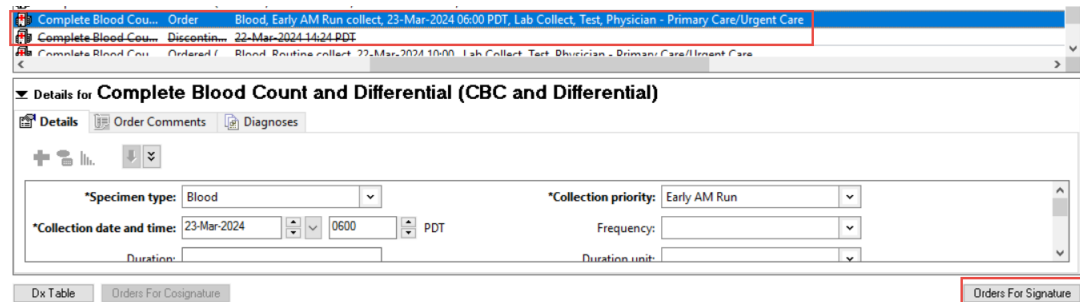 Complete Blood Cou... Order Blood, Early AM Run collect, 23-Mar-2024 06:00 PDT, Lab Collect, Test, Physician - Primary Care/Urgent Care
Complete Blood Cou... Discontin... 22-Mar-2024 14:24 PDT
Complete Blood Cou... Ordered ( Blood, Routine collect, 22-Mar-2024 10:00, Lab Collect, Test, Physician - Primary Care/Urgent Care
Details for Complete Blood Count and Differential (CBC and Differential)
Details Order Comments Diagnoses
*Specimen type: Blood *Collection priority: Early AM Run
*Collection date and time: 23-Mar-2024 0600 PDT Frequency:
Duration: Duration unit:
Dx Table Orders For Cosignature Orders For Signature